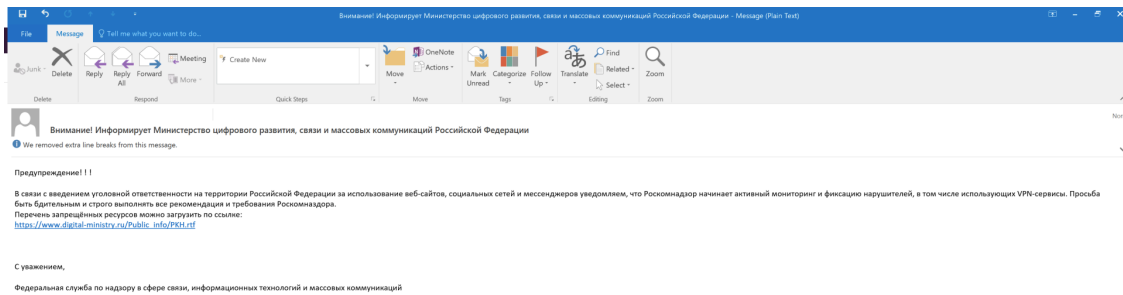 Внимание! Информирует Министерство цифрового развития, связи и массовых коммуникаций Российской Федерации - Message (Plain Text)
File Message Tell me what you want to do...
Junk Delete Reply Reply All Forward Meeting More Create New Move OneNote Actions Mark Unread Categorize Follow Up Translate Find Related Select Zoom
Delete Respond Quick Steps Move Tags Editing Zoom
Внимание! Информирует Министерство цифрового развития, связи и массовых коммуникаций Российской Федерации
We removed extra line breaks from this message.
Предупреждение! ! !
В связи с введением уголовной ответственности на территории Российской Федерации за использование веб-сайтов, социальных сетей и мессенджеров уведомляем, что Роскомнадзор начинает активный мониторинг и фиксацию нарушителей, в том числе использующих VPN-сервисы. Просьба
быть бдительным и строго выполнять все рекомендация и требования Роскомназдора.
Перечень запрещённых ресурсов можно загрузить по ссылке:
https://www.digital-ministry.ru/Public_info/PKH.rtf
С уважением,
Федеральная служба по надзору в сфере связи, информационных технологий и массовых коммуникаций